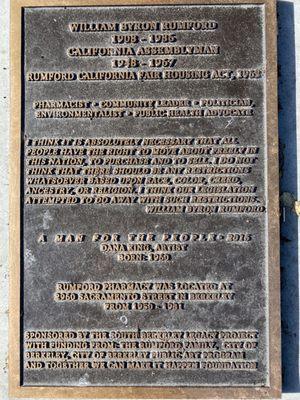 WILLIAM BYRON RUMFORD
1908 - 1986
CALIFORNIA ASSEMBLYMAN
1948 - 1967
RUMFORD CALIFORNIA FAIR HOUSING ACT, 1963
PHARMACIST • COMMUNITY LEADER • POLITICIAN,
ENVIRONMENTALIST • PUBLIC HEALTH ADVOCATE
I THINK IT IS ABSOLUTELY NECESSARY THAT ALL
PEOPLE HAVE THE RIGHT TO MOVE ABOUT FREELY IN
THIS NATION, TO PURCHASE AND TO SELL. I DO NOT
THINK THAT THERE SHOULD BE ANY RESTRICTIONS
WHATSOEVER BASED UPON RACE, COLOR, CREED,
ANCESTRY, OR RELIGION. I THINK OUR LEGISLATION
ATTEMPTED TO DO AWAY WITH SUCH RESTRICTIONS.
WILLIAM BYRON RUMFORD
A MAN FOR THE PEOPLE - 2016
DANA KING, ARTIST
BORN: 1960
RUMFORD PHARMACY WAS LOCATED AT
2960 SACRAMENTO STREET IN BERKELEY
FROM 1950 - 1981
SPONSORED BY THE SOUTH BERKELEY LEGACY PROJECT
WITH FUNDING FROM: THE RUMFORD FAMILY, CITY OF
BERKELEY, CITY OF BERKELEY PUBLIC ART PROGRAM
AND TOGETHER WE CAN MAKE IT HAPPEN FOUNDATION